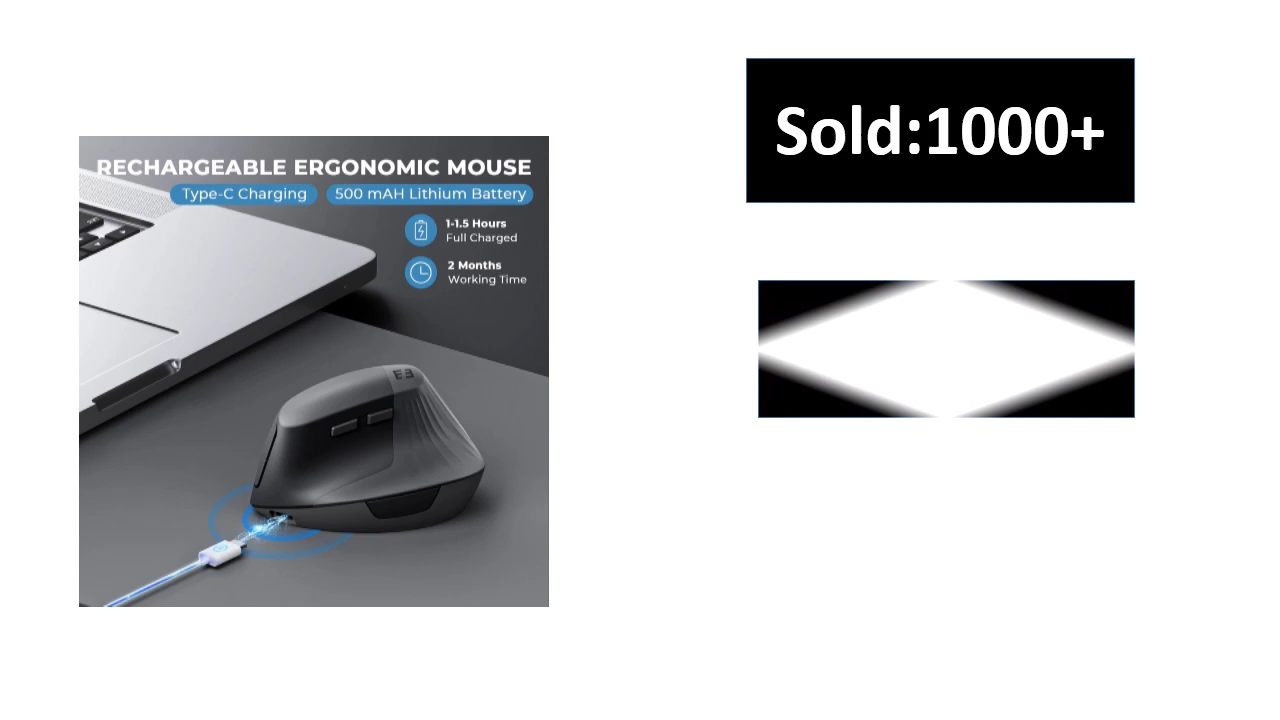 RECHARGEABLE ERGONOMIC MOUSE
Type-C Charging 500 mAH Lithium Battery
1-1.5 Hours
Full Charged
2 Months
Working Time
Sold:1000+